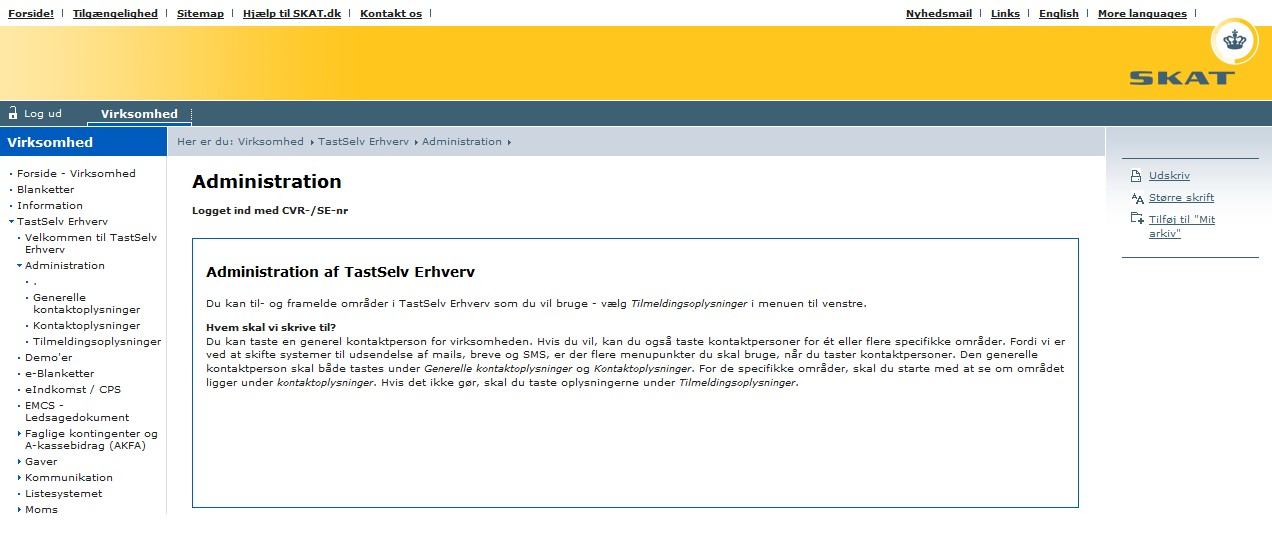 Forside! | Tilgængelighed | Sitemap | Hjælp til SKAT.dk | Kontakt os |
Nyhedsmail | Links | English | More languages |
SKAT
Log ud
Virksomhed
Virksomhed
Her er du: Virksomhed TastSelv Erhverv Administration
Forside - Virksomhed
Blanketter
Information
TastSelv Erhverv
Velkommen til TastSelv
Erhverv
Administration
.
Generelle
kontaktoplysninger
Kontaktoplysninger
Tilmeldingsoplysninger
Demo'er
e-Blanketter
eIndkomst / CPS
EMCS -
Ledsagedokument
Faglige kontingenter og
A-kassebidrag (AKFA)
Gaver
Kommunikation
Listesystemet
Moms
Administration
Logget ind med CVR-/SE-nr
Administration af TastSelv Erhverv
Du kan til- og framelde områder i TastSelv Erhverv som du vil bruge - vælg Tilmeldingsoplysninger i menuen til venstre.
Hvem skal vi skrive til?
Du kan taste en generel kontaktperson for virksomheden. Hvis du vil, kan du også taste kontaktpersoner for ét eller flere specifikke områder. Fordi vi er
ved at skifte systemer til udsendelse af mails, breve og SMS, er der flere menupunkter du skal bruge, når du taster kontaktpersoner. Den generelle
kontaktperson skal både tastes under Generelle kontaktoplysninger og Kontaktoplysninger. For de specifikke områder, skal du starte med at se om området
ligger under kontaktoplysninger. Hvis det ikke gør, skal du taste oplysningerne under Tilmeldingsoplysninger.
Udskriv
Større skrift
Tilføj til "Mit
arkiv"